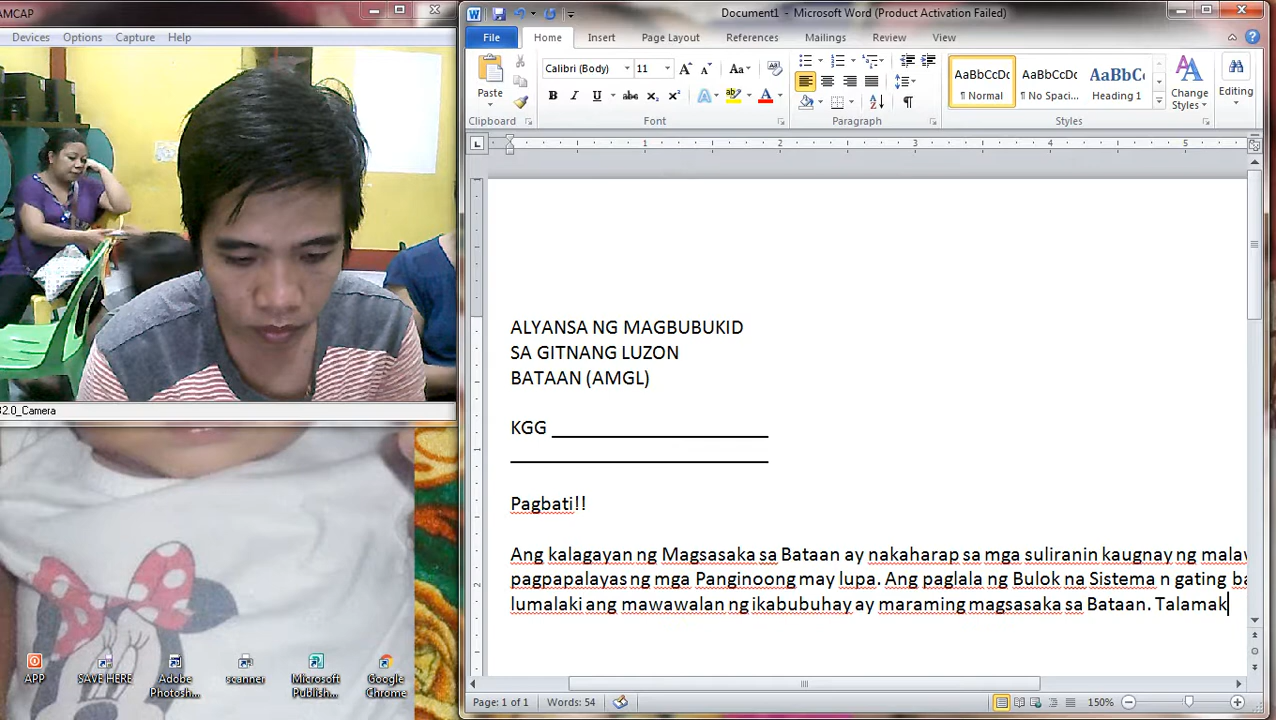 AMCAP
Devices Options Capture Help
32.0_Camera
APP
SAVE HERE
Adobe Photosh...
scanner
Microsoft Publish...
Google Chrome
Document1 - Microsoft Word (Product Activation Failed)
File Home Insert Page Layout References Mailings Review View
Paste
Calibri (Body) 11
AaBbCcDc AaBbCcDc AaBbC
¶ Normal ¶ No Spaci... Heading 1
Change Styles
Editing
Clipboard Font Paragraph Styles
1 2 3 4 5
ALYANSA NG MAGBUBUKID
SA GITNANG LUZON
BATAAN (AMGL)
KGG
Pagbati!!
Ang kalagayan ng Magsasaka sa Bataan ay nakaharap sa mga suliranin kaugnay ng
pagpapalayas ng mga Panginoong may lupa. Ang paglala ng Bulok na Sistema n gating
lumalaki ang mawawalan ng ikabubuhay ay maraming magsasaka sa Bataan. Talamak
Page: 1 of 1 Words: 54 150%